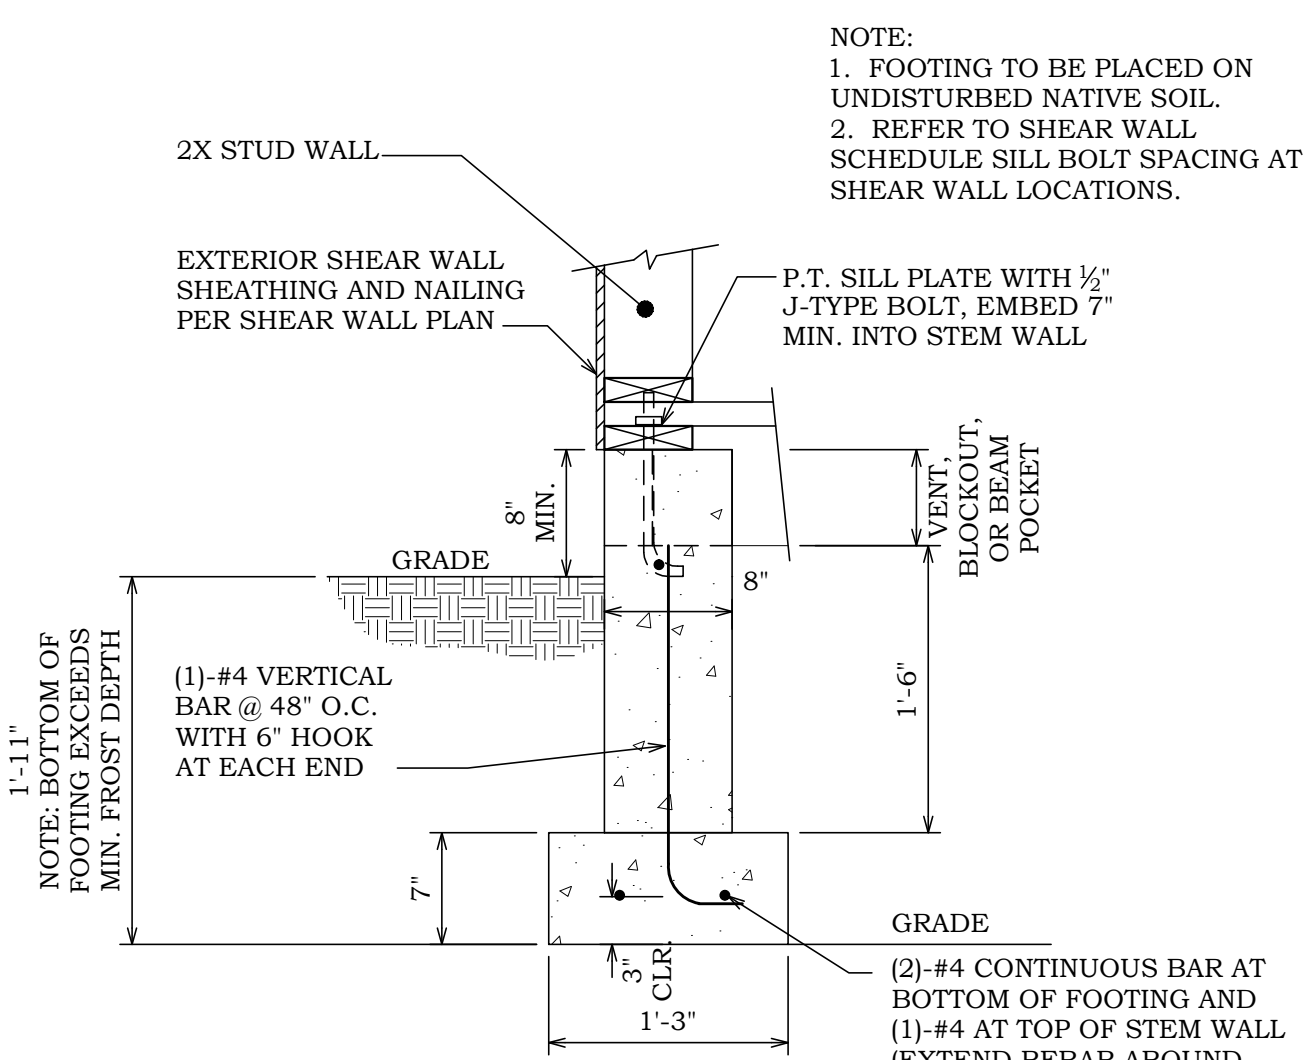 NOTE:
1. FOOTING TO BE PLACED ON
UNDISTURBED NATIVE SOIL.
2. REFER TO SHEAR WALL
SCHEDULE SILL BOLT SPACING AT
SHEAR WALL LOCATIONS.
2X STUD WALL
EXTERIOR SHEAR WALL
SHEATHING AND NAILING
PER SHEAR WALL PLAN
P.T. SILL PLATE WITH ½"
J-TYPE BOLT, EMBED 7"
MIN. INTO STEM WALL
8"
MIN.
VENT,
BLOCKOUT,
OR BEAM
POCKET
GRADE
8"
1'-11"
NOTE: BOTTOM OF
FOOTING EXCEEDS
MIN. FROST DEPTH
(1)-#4 VERTICAL
BAR @ 48" O.C.
WITH 6" HOOK
AT EACH END
1'-6"
7"
3"
CLR.
1'-3"
GRADE
(2)-#4 CONTINUOUS BAR AT
BOTTOM OF FOOTING AND
(1)-#4 AT TOP OF STEM WALL
(EXTEND REBAR AROUND